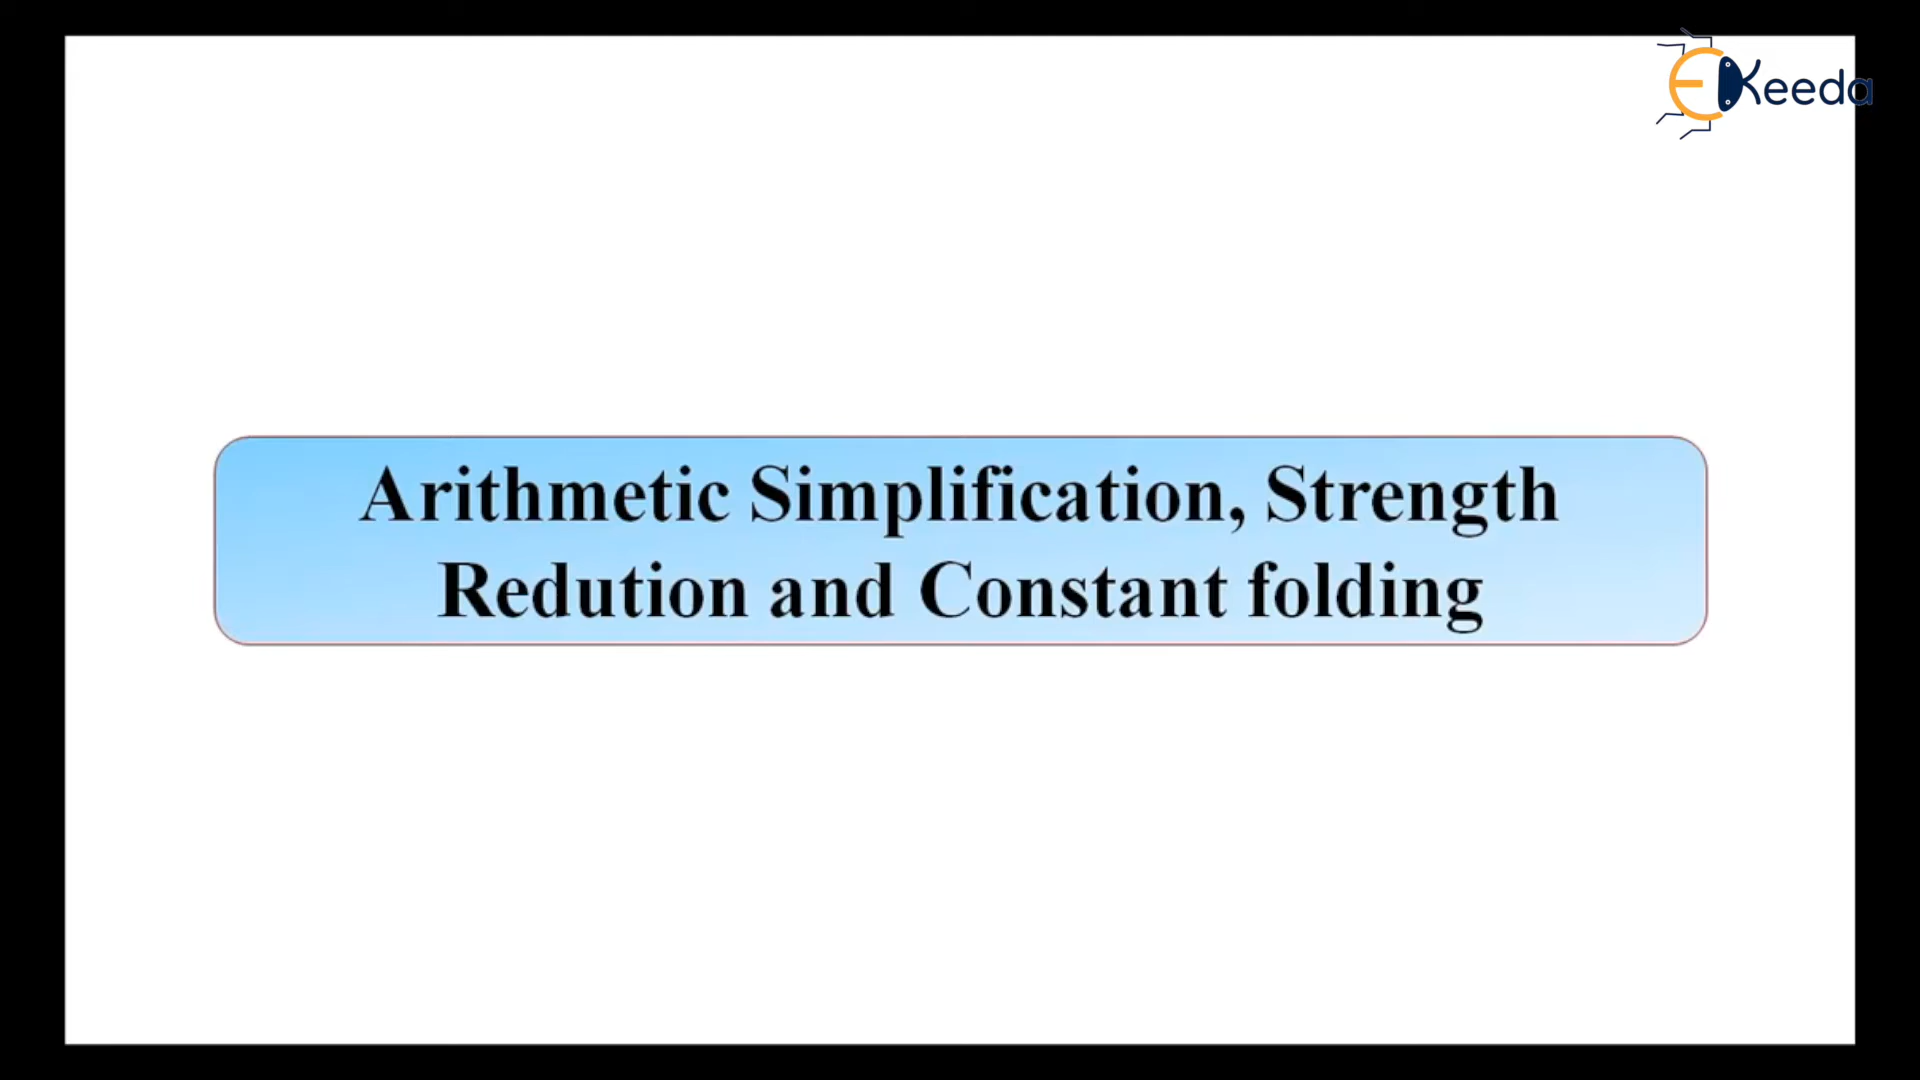 EKeeda
Arithmetic Simplification, Strength
Redution and Constant folding